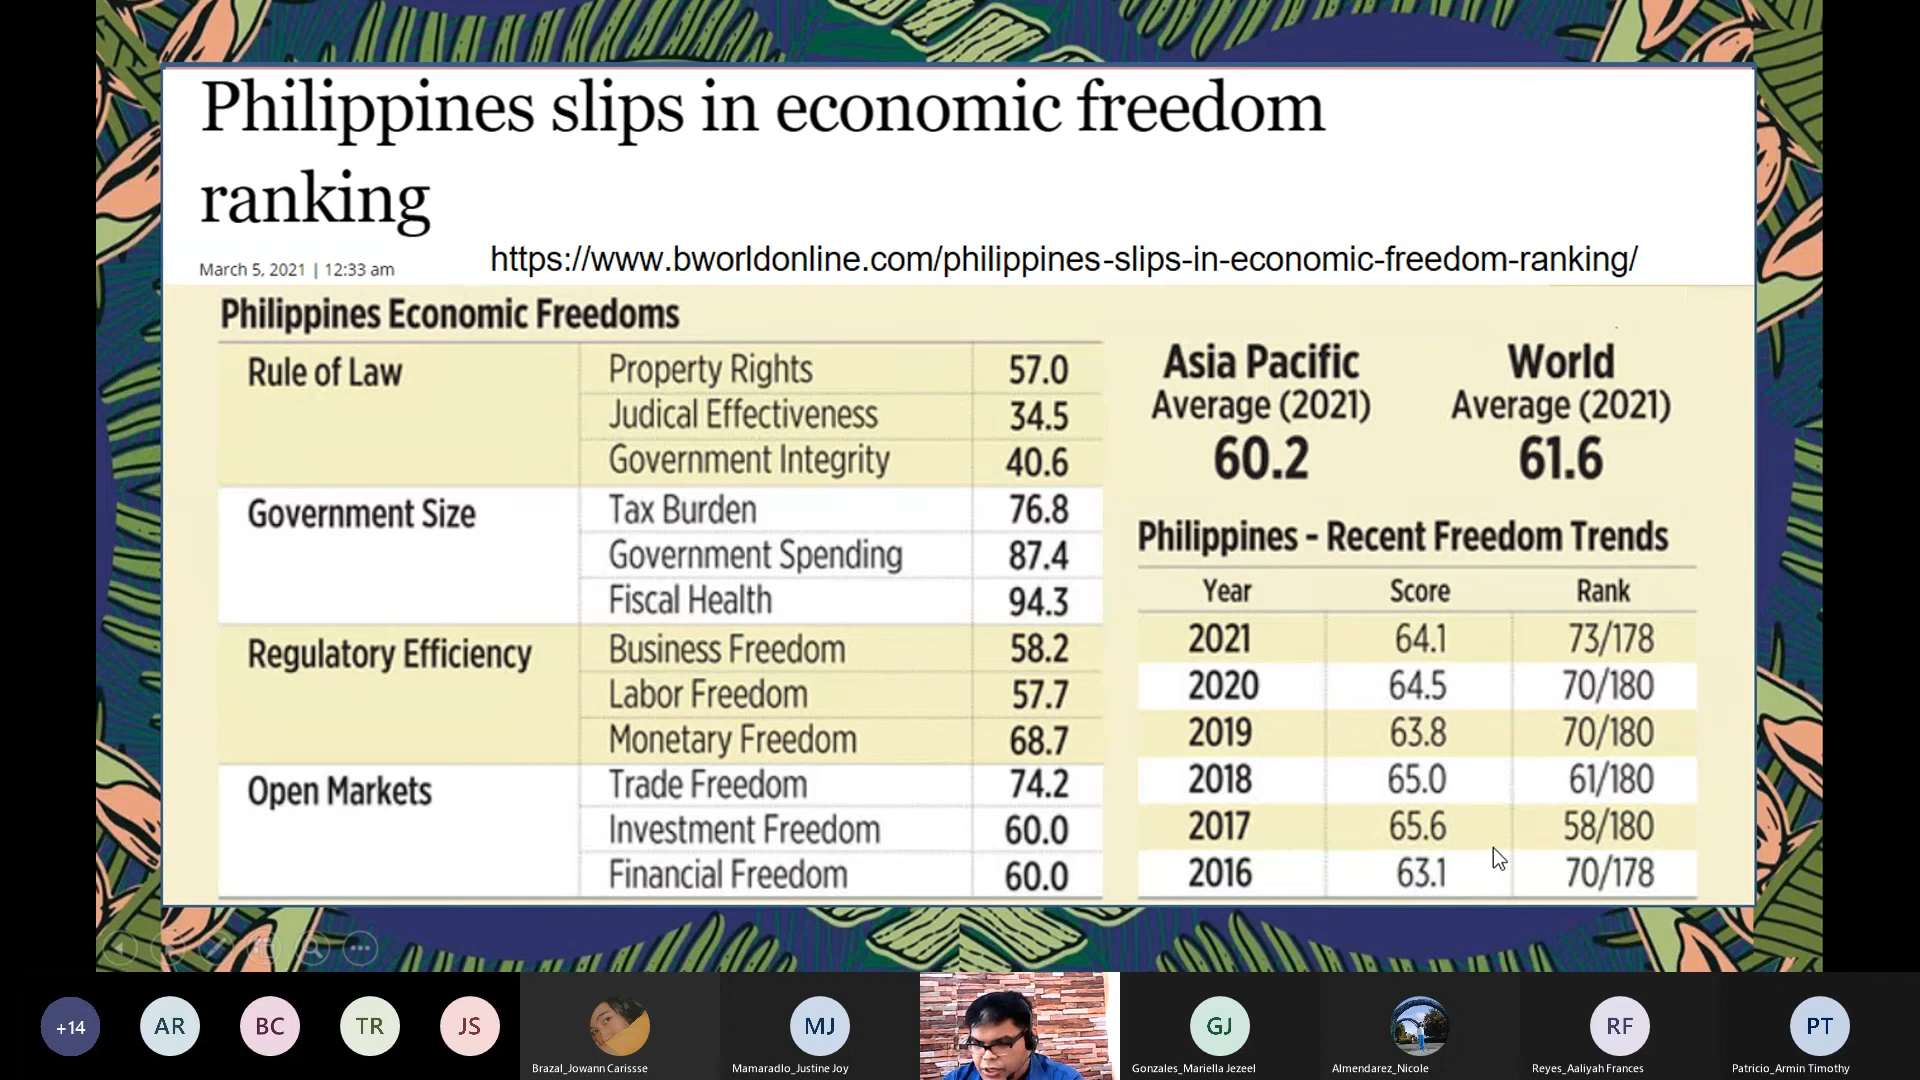 Philippines slips in economic freedom
ranking
March 5, 2021 | 12:33 am
https://www.bworldonline.com/philippines-slips-in-economic-freedom-ranking/
Philippines Economic Freedoms
Rule of Law
Property Rights 57.0
Judical Effectiveness 34.5
Government Integrity 40.6
Government Size
Tax Burden 76.8
Government Spending 87.4
Fiscal Health 94.3
Regulatory Efficiency
Business Freedom 58.2
Labor Freedom 57.7
Monetary Freedom 68.7
Open Markets
Trade Freedom 74.2
Investment Freedom 60.0
Financial Freedom 60.0
Asia Pacific
Average (2021)
60.2
World
Average (2021)
61.6
Philippines - Recent Freedom Trends
Year Score Rank
2021 64.1 73/178
2020 64.5 70/180
2019 63.8 70/180
2018 65.0 61/180
2017 65.6 58/180
2016 63.1 70/178
+14
AR
BC
TR
JS
Brazal_Jowann Carissse
MJ
Mamaradlo_Justine Joy
GJ
Gonzales_Mariella Jezeel
Almendarez_Nicole
RF
Reyes_Aaliyah Frances
PT
Patricio_Armin Timothy